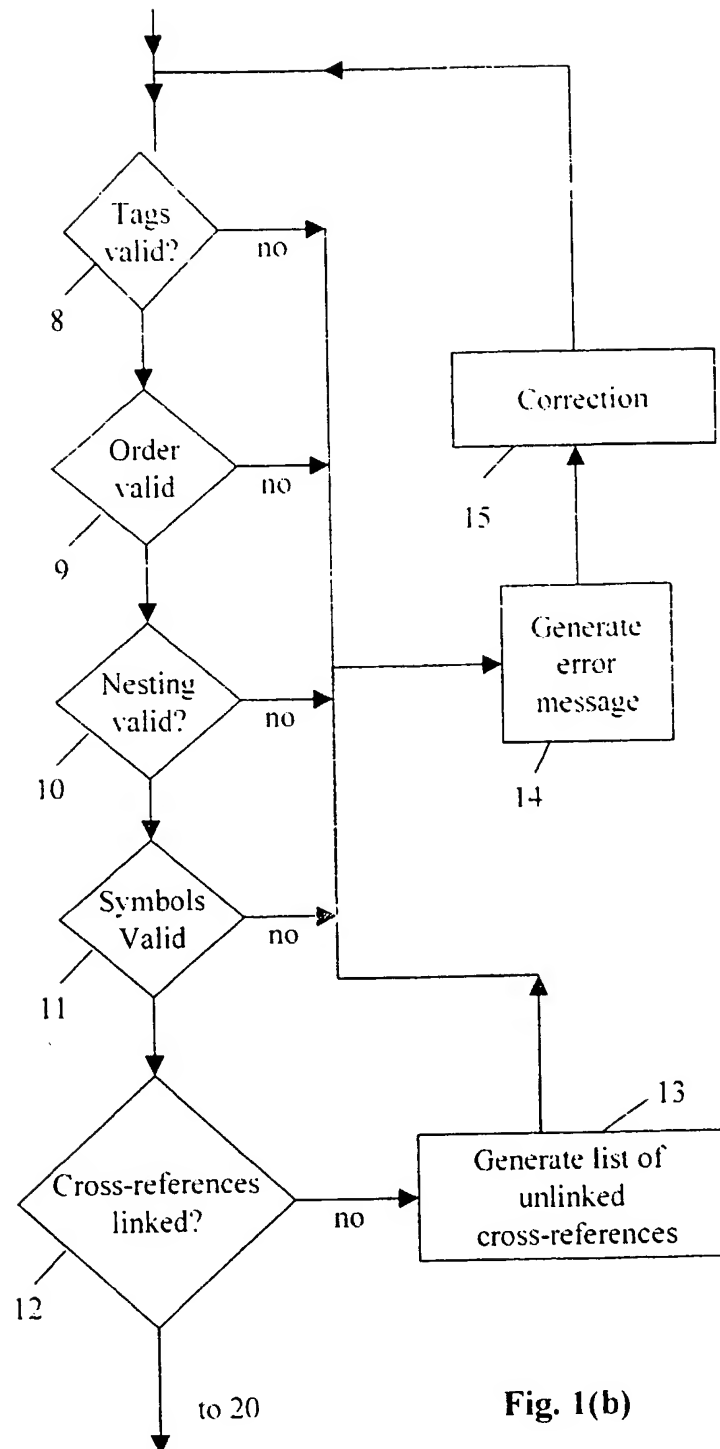 Tags
valid?
no
8
Correction
Order
valid
no
15
9
Generate
error
message
Nesting
valid?
no
10
14
Symbols
Valid
no
11
13
Generate list of
unlinked
cross-references
Cross-references
linked?
no
12
to 20
Fig. 1(b)